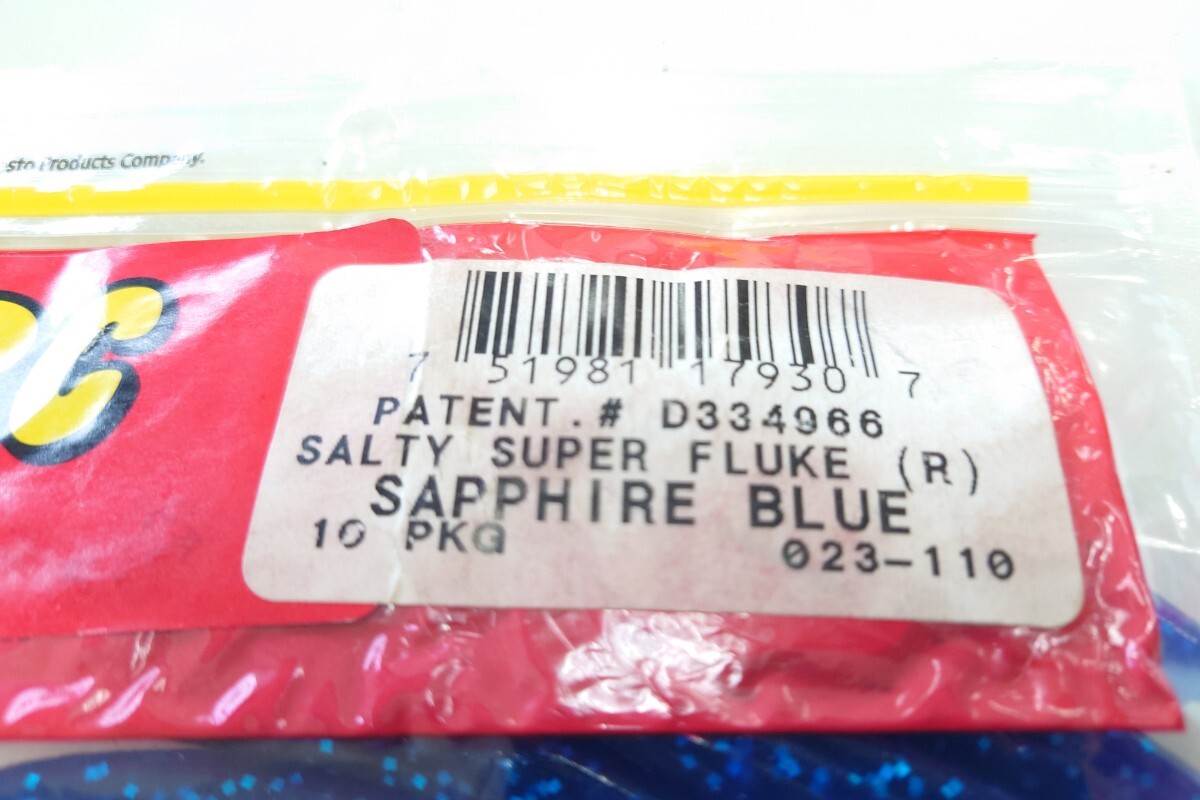 Products Company.
7 51981 17930 7
PATENT.# D334966
SALTY SUPER FLUKE (R)
SAPPHIRE BLUE
10 PKG 023-110